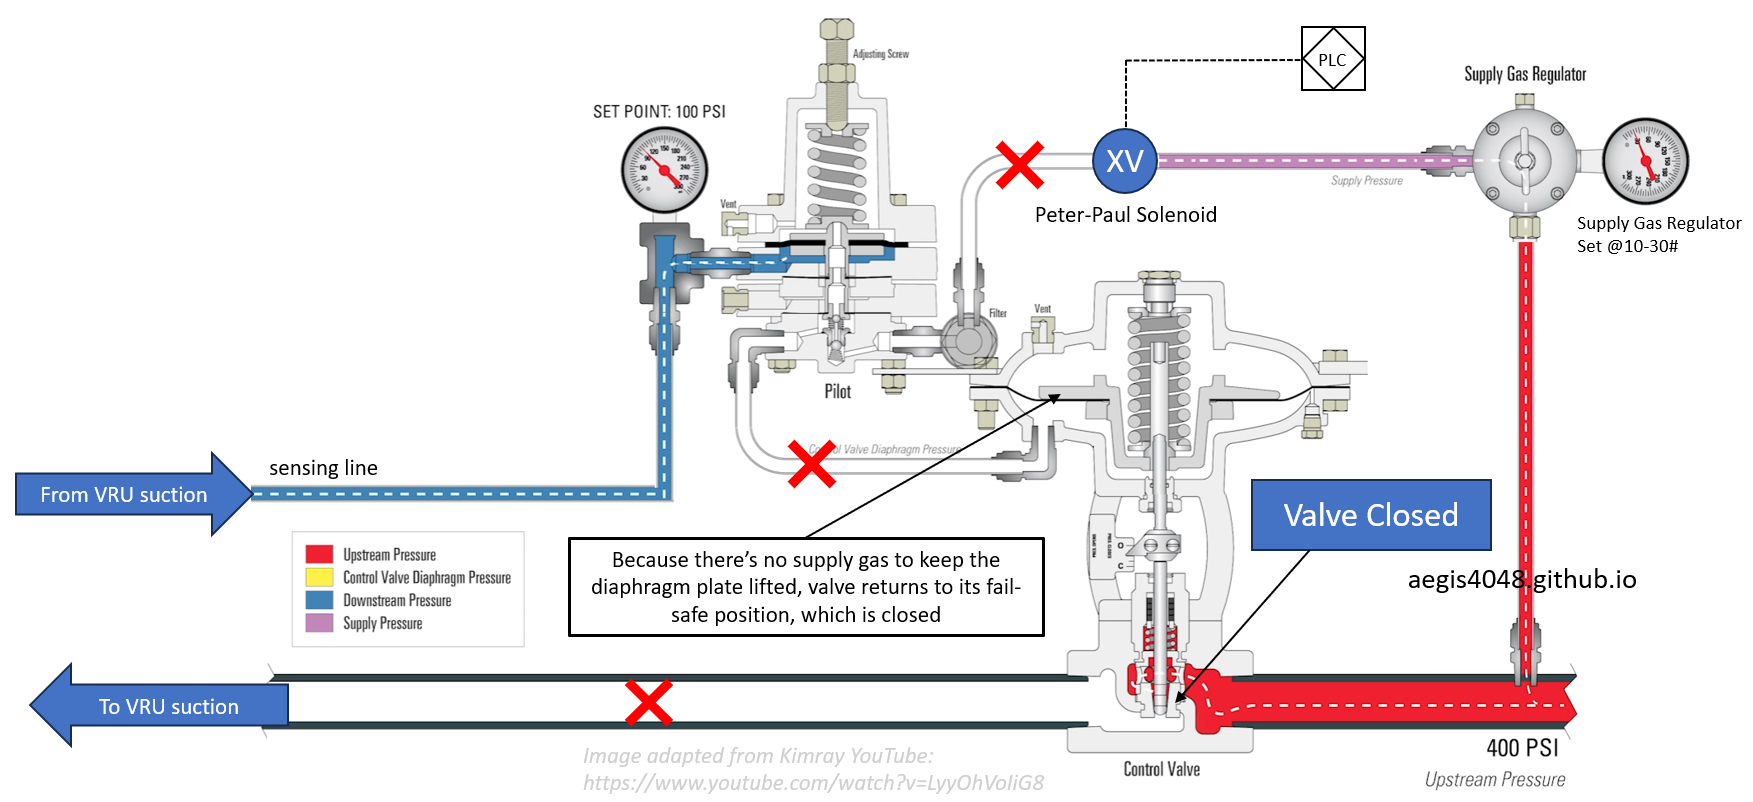 Adjusting Screw
PLC
Supply Gas Regulator
SET POINT: 100 PSI
XV
Supply Pressure
Peter-Paul Solenoid
Vent
Supply Gas Regulator
Set @10-30#
Filter
Vent
Pilot
Control Valve Diaphragm Pressure
sensing line
From VRU suction
Valve Closed
Upstream Pressure
Control Valve Diaphragm Pressure
Downstream Pressure
Supply Pressure
Because there’s no supply gas to keep the
diaphragm plate lifted, valve returns to its fail-
safe position, which is closed
O
C
aegis4048.github.io
To VRU suction
400 PSI
Upstream Pressure
Control Valve
Image adapted from Kimray YouTube:
https://www.youtube.com/watch?v=LyyOhVoIiG8